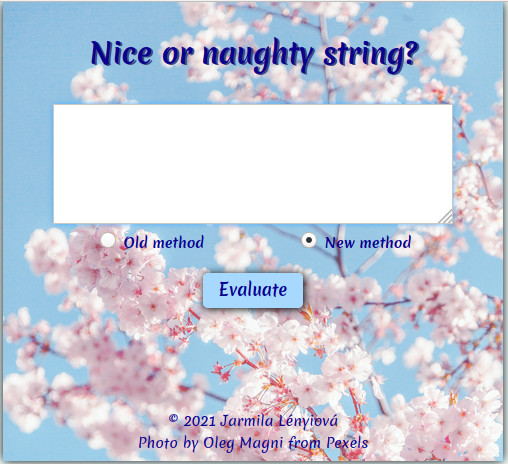 Nice or naughty string?
Old method New method
Evaluate
© 2021 Jarmila Lényiová
Photo by Oleg Magni from Pexels